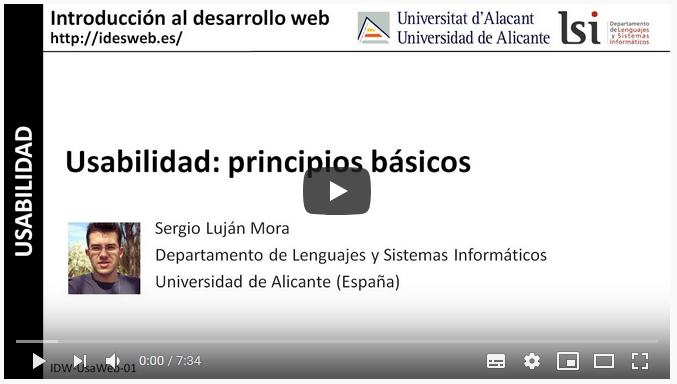 Introducción al desarrollo web
http://idesweb.es/
Universitat d'Alacant
Universidad de Alicante
lsi
Departamento
de Lenguajes
y Sistemas
Informáticos
USABILIDAD
Usabilidad: principios básicos
Sergio Luján Mora
Departamento de Lenguajes y Sistemas Informáticos
Universidad de Alicante (España)
0:00 / 7:34
IDW-UsaWeb-01